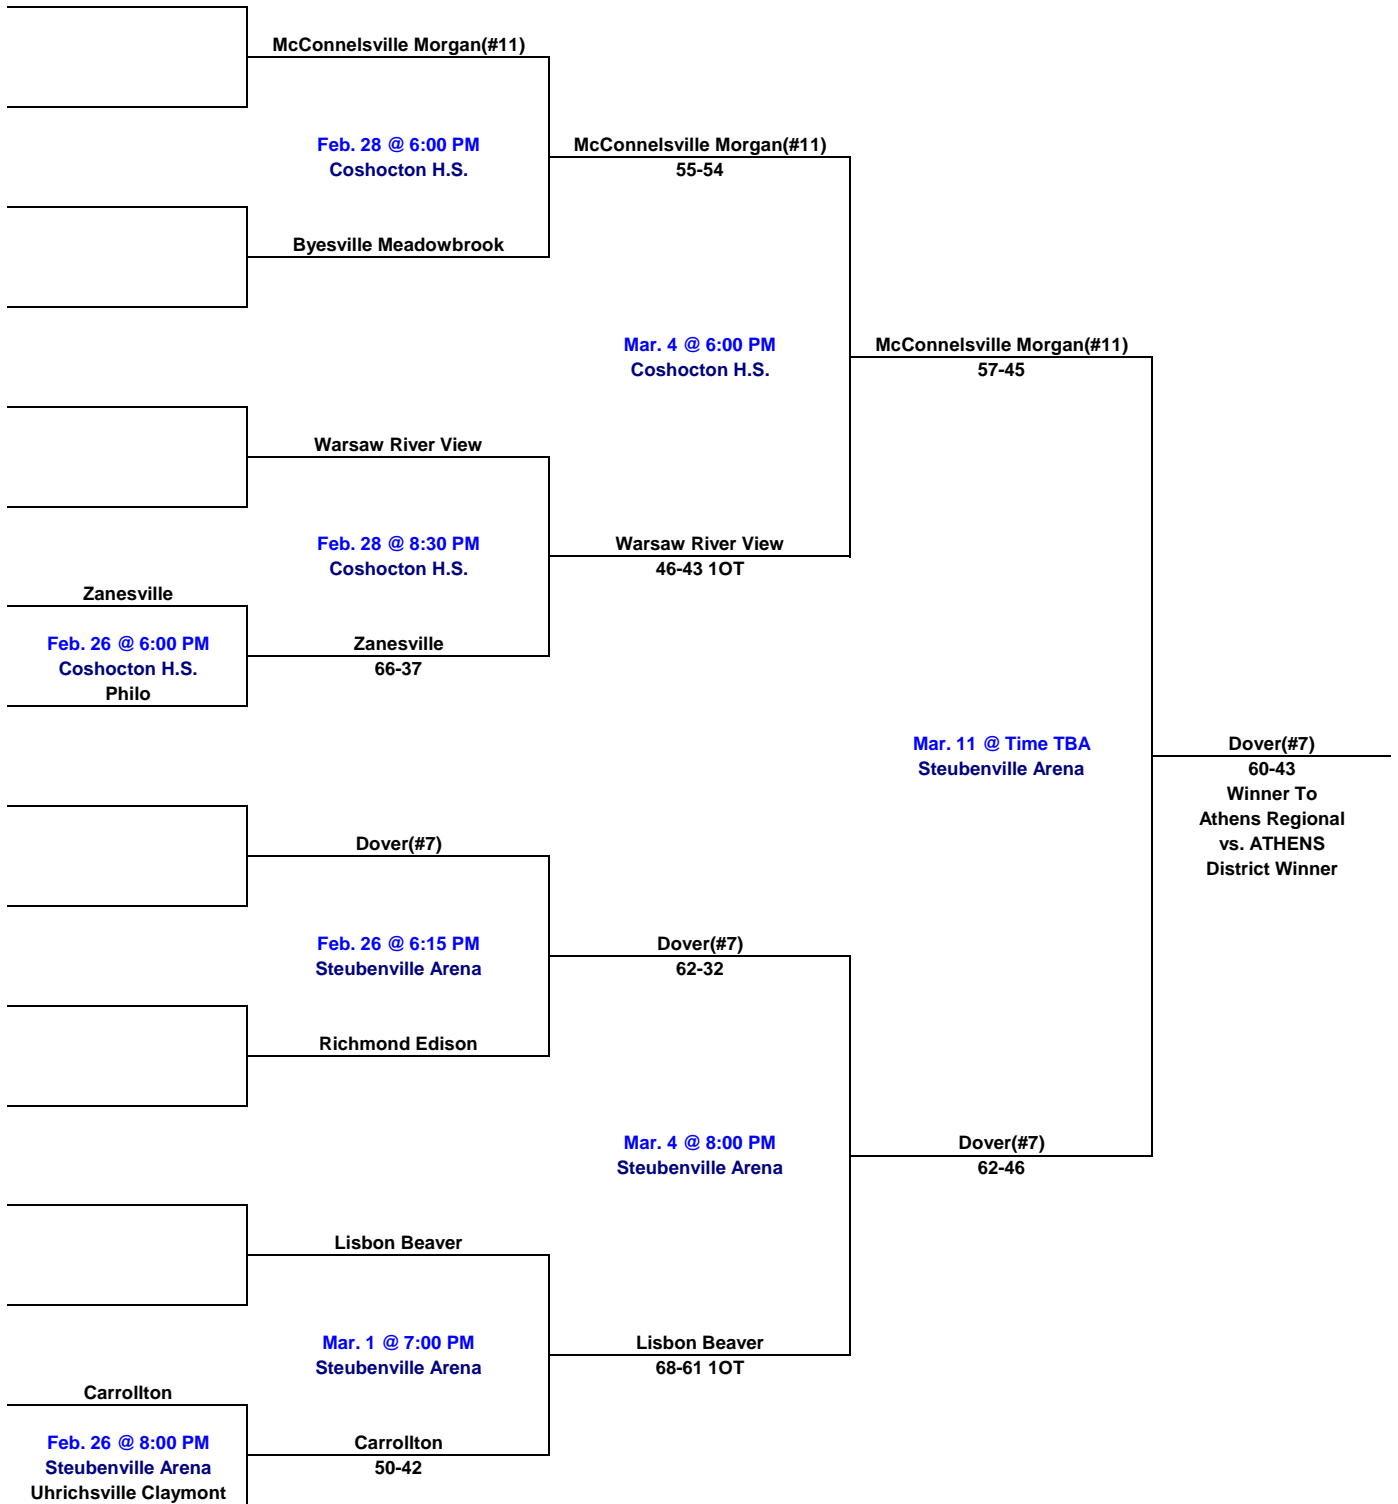 McConnelsville Morgan(#11)
Feb. 28 @ 6:00 PM
Coshocton H.S.
McConnelsville Morgan(#11)
55-54
Byesville Meadowbrook
Mar. 4 @ 6:00 PM
Coshocton H.S.
McConnelsville Morgan(#11)
57-45
Warsaw River View
Feb. 28 @ 8:30 PM
Coshocton H.S.
Warsaw River View
46-43 1OT
Zanesville
Feb. 26 @ 6:00 PM
Coshocton H.S.
Philo
Zanesville
66-37
Mar. 11 @ Time TBA
Steubenville Arena
Dover(#7)
60-43
Winner To
Athens Regional
vs. ATHENS
District Winner
Dover(#7)
Feb. 26 @ 6:15 PM
Steubenville Arena
Dover(#7)
62-32
Richmond Edison
Mar. 4 @ 8:00 PM
Steubenville Arena
Dover(#7)
62-46
Lisbon Beaver
Mar. 1 @ 7:00 PM
Steubenville Arena
Lisbon Beaver
68-61 1OT
Carrollton
Feb. 26 @ 8:00 PM
Steubenville Arena
Uhrichsville Claymont
Carrollton
50-42